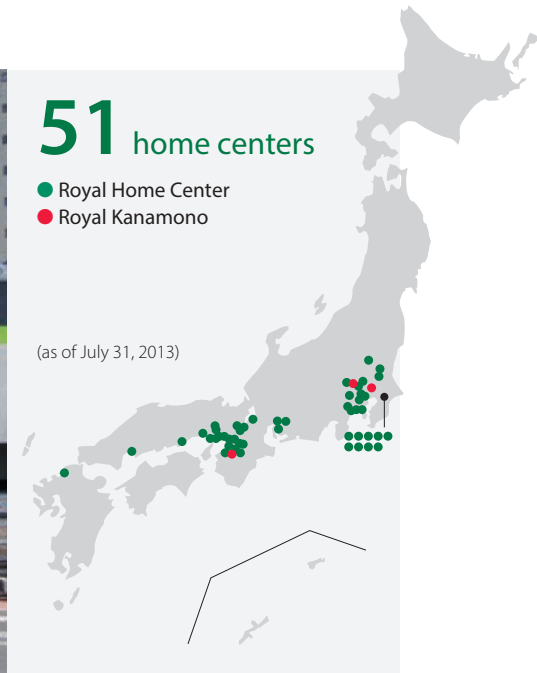 51 home centers
Royal Home Center
Royal Kanamono
(as of July 31, 2013)